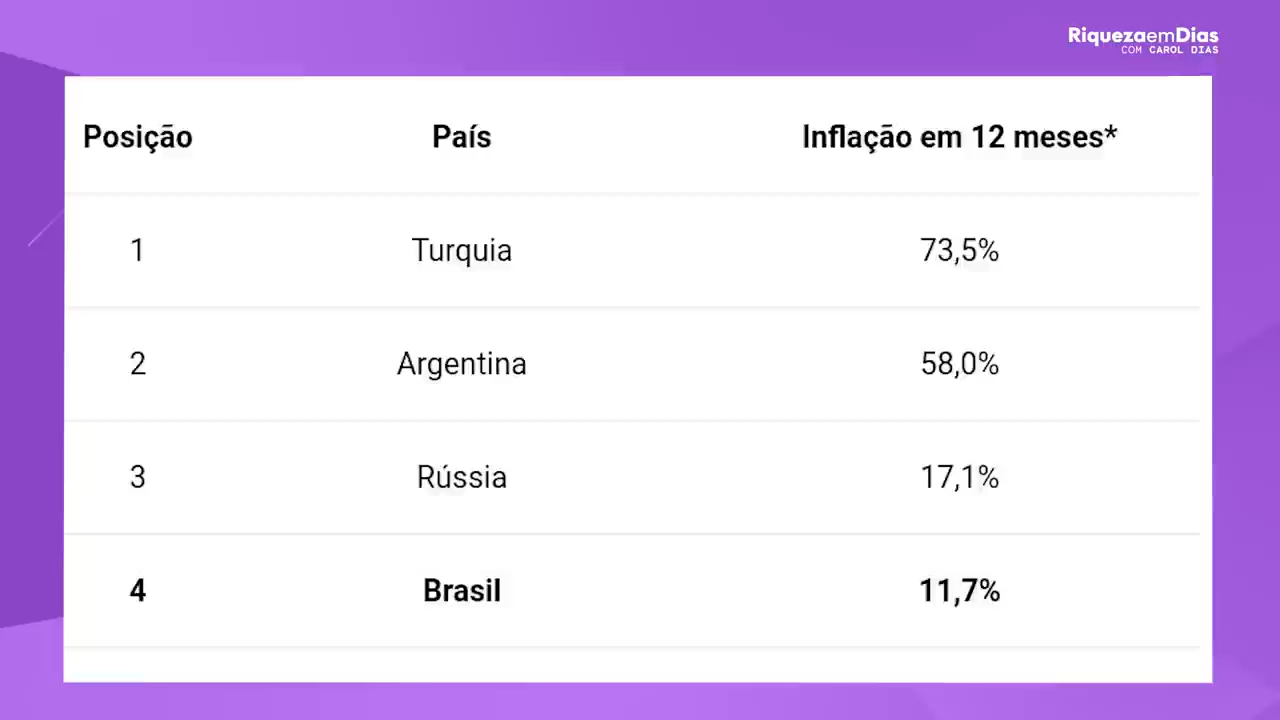 RiquezaemDias
COM CAROL DIAS
Posição País Inflação em 12 meses*
1 Turquia 73,5%
2 Argentina 58,0%
3 Rússia 17,1%
4 Brasil 11,7%